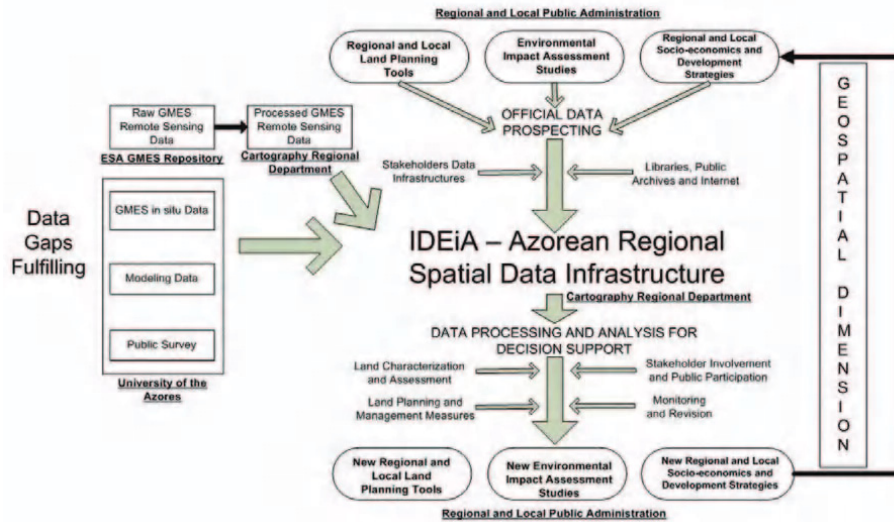 Regional and Local Public Administration
Regional and Local
Land Planning
Tools
Environmental
Impact Assessment
Studies
Regional and Local
Socio-economics and
Development
Strategies
OFFICIAL DATA
PROSPECTING
Raw GMES
Remote Sensing
Data
ESA GMES Repository
Processed GMES
Remote Sensing
Data
Cartography Regional
Department
Stakeholders Data
Infrastructures
Libraries, Public
Archives and Internet
Data
Gaps
Fulfilling
GMES in situ Data
Modeling Data
Public Survey
University of the
Azores
IDEiA – Azorean Regional
Spatial Data Infrastructure
Cartography Regional Department
DATA PROCESSING AND ANALYSIS FOR
DECISION SUPPORT
Land Characterization
and Assessment
Stakeholder Involvement
and Public Participation
Land Planning and
Management Measures
Monitoring
and Revision
New Regional and
Local Land
Planning Tools
New Environmental
Impact Assessment
Studies
New Regional and Local
Socio-economics and
Development Strategies
Regional and Local Public Administration
GEOSPATIAL DIMENSION